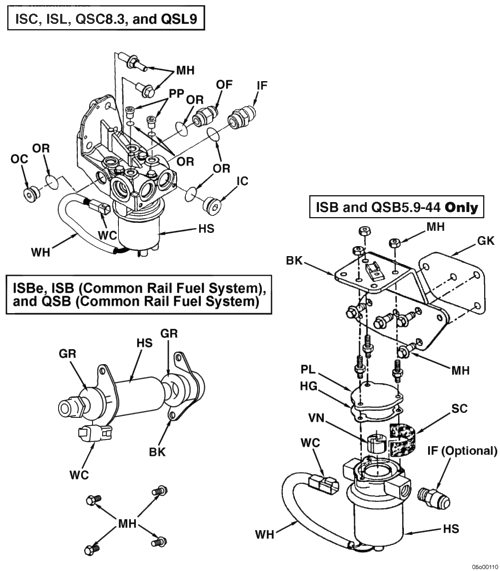 ISC, ISL, QSC8.3, and QSL9
MH
PP
OR
OF
IF
OR
OC
OR
OR
IC
WC
WH
HS
ISB and QSB5.9-44 Only
MH
GK
BK
MH
PL
HG
VN
SC
WC
IF (Optional)
WH
HS
ISBe, ISB (Common Rail Fuel System),
and QSB (Common Rail Fuel System)
GR
HS
GR
WC
BK
MH
06o00110